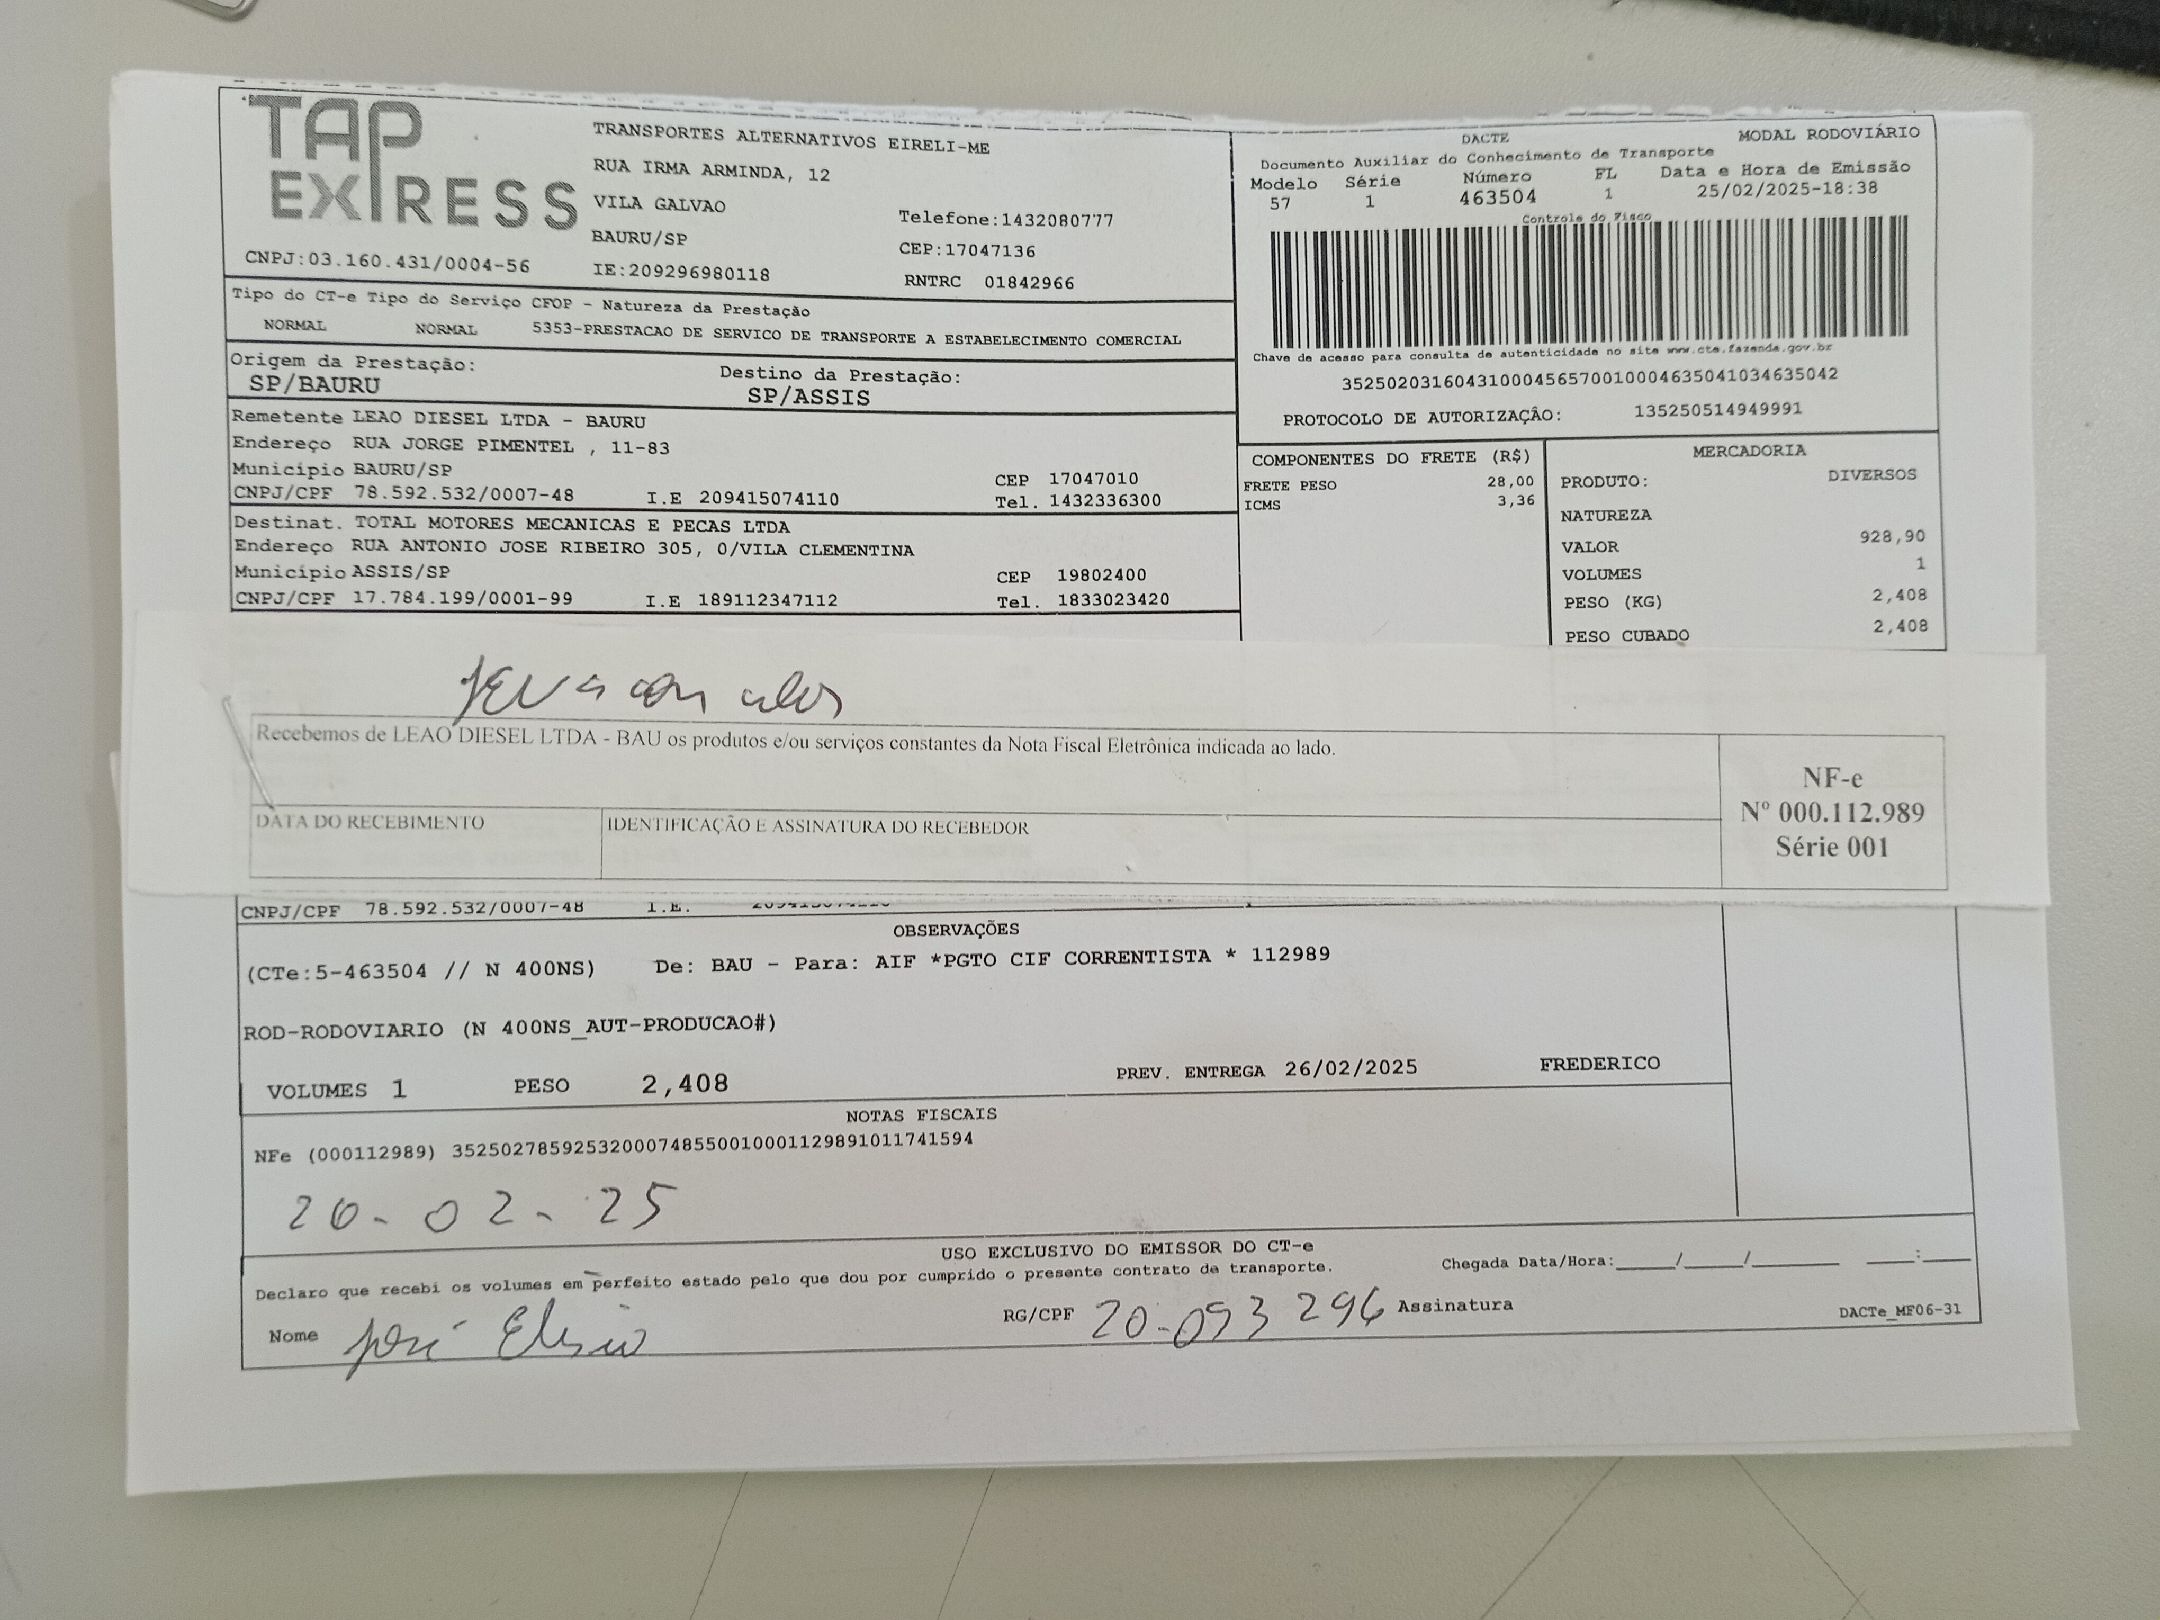 TAP
EXPRESS
CNPJ:03.160.431/0004-56
TRANSPORTES ALTERNATIVOS EIRELI-ME
RUA IRMA ARMINDA, 12
VILA GALVAO
BAURU/SP
IE:209296980118
Telefone:1432080777
CEP:17047136
RNTRC 01842966
DACTE MODAL RODOVIÁRIO
Documento Auxiliar do Conhecimento de Transporte
Modelo Série Número FL Data e Hora de Emissão
57 1 463504 1 25/02/2025-18:38
Controle do Fisco
Chave de acesso para consulta de autenticidade no site www.cte.fazenda.gov.br
35250203160431000456570010004635041034635042
PROTOCOLO DE AUTORIZAÇÃO: 135250514949991
Tipo do CT-e Tipo do Serviço CFOP - Natureza da Prestação
NORMAL NORMAL 5353-PRESTACAO DE SERVICO DE TRANSPORTE A ESTABELECIMENTO COMERCIAL
Origem da Prestação: Destino da Prestação:
SP/BAURU SP/ASSIS
Remetente LEAO DIESEL LTDA - BAURU
Endereço RUA JORGE PIMENTEL , 11-83
Município BAURU/SP CEP 17047010
CNPJ/CPF 78.592.532/0007-48 I.E 209415074110 Tel. 1432336300
Destinat. TOTAL MOTORES MECANICAS E PECAS LTDA
Endereço RUA ANTONIO JOSE RIBEIRO 305, 0/VILA CLEMENTINA
Município ASSIS/SP CEP 19802400
CNPJ/CPF 17.784.199/0001-99 I.E 189112347112 Tel. 1833023420
COMPONENTES DO FRETE (R$)
FRETE PESO 28,00
ICMS 3,36
MERCADORIA
PRODUTO: DIVERSOS
NATUREZA
VALOR 928,90
VOLUMES 1
PESO (KG) 2,408
PESO CUBADO 2,408
Recebemos de LEAO DIESEL LTDA - BAU os produtos e/ou serviços constantes da Nota Fiscal Eletrônica indicada ao lado.
DATA DO RECEBIMENTO IDENTIFICAÇÃO E ASSINATURA DO RECEBEDOR
NF-e
Nº 000.112.989
Série 001
CNPJ/CPF 78.592.532/0007-48 I.E.
OBSERVAÇÕES
(CTe:5-463504 // N 400NS) De: BAU - Para: AIF *PGTO CIF CORRENTISTA * 112989
ROD-RODOVIARIO (N 400NS_AUT-PRODUCAO#)
VOLUMES 1 PESO 2,408 PREV. ENTREGA 26/02/2025 FREDERICO
NOTAS FISCAIS
NFe (000112989) 35250278592532000748550010001129891011741594
26-02-25
USO EXCLUSIVO DO EMISSOR DO CT-e
Declaro que recebi os volumes em perfeito estado pelo que dou por cumprido o presente contrato de transporte. Chegada Data/Hora:_____/_____/_______ ____:____
Nome José RG/CPF 20.093 296 Assinatura DACTe_MF06-31